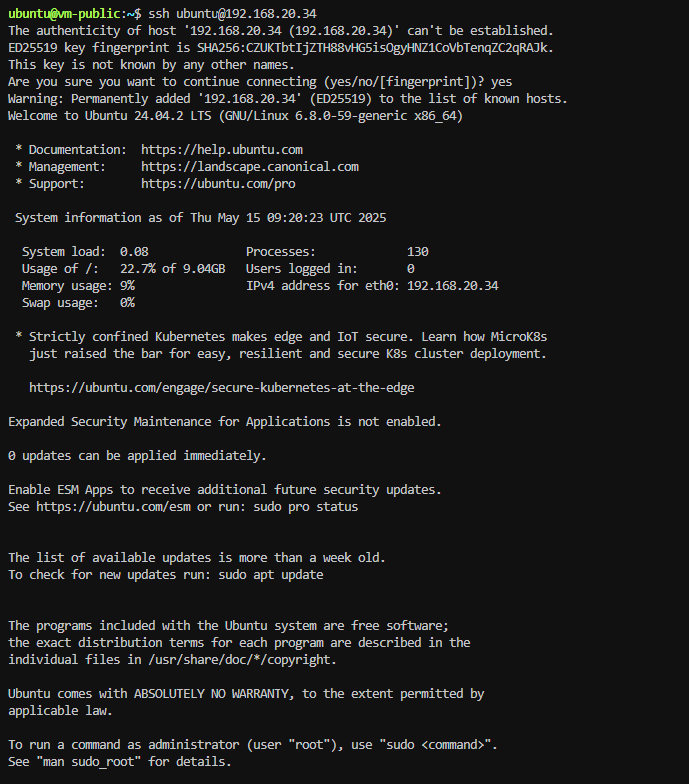 ubuntu@vm-public:~$ ssh ubuntu@192.168.20.34
The authenticity of host '192.168.20.34 (192.168.20.34)' can't be established.
ED25519 key fingerprint is SHA256:CZUKTbtIjZTH88vHG5isOgyHNZ1CoVbTenqZC2qRAJk.
This key is not known by any other names.
Are you sure you want to continue connecting (yes/no/[fingerprint])? yes
Warning: Permanently added '192.168.20.34' (ED25519) to the list of known hosts.
Welcome to Ubuntu 24.04.2 LTS (GNU/Linux 6.8.0-59-generic x86_64)

 * Documentation:  https://help.ubuntu.com
 * Management:     https://landscape.canonical.com
 * Support:        https://ubuntu.com/pro

 System information as of Thu May 15 09:20:23 UTC 2025

  System load:  0.08              Processes:             130
  Usage of /:   22.7% of 9.04GB   Users logged in:       0
  Memory usage: 9%                IPv4 address for eth0: 192.168.20.34
  Swap usage:   0%

 * Strictly confined Kubernetes makes edge and IoT secure. Learn how MicroK8s
   just raised the bar for easy, resilient and secure K8s cluster deployment.

   https://ubuntu.com/engage/secure-kubernetes-at-the-edge

Expanded Security Maintenance for Applications is not enabled.

0 updates can be applied immediately.

Enable ESM Apps to receive additional future security updates.
See https://ubuntu.com/esm or run: sudo pro status


The list of available updates is more than a week old.
To check for new updates run: sudo apt update


The programs included with the Ubuntu system are free software;
the exact distribution terms for each program are described in the
individual files in /usr/share/doc/*/copyright.

Ubuntu comes with ABSOLUTELY NO WARRANTY, to the extent permitted by
applicable law.

To run a command as administrator (user "root"), use "sudo <command>".
See "man sudo_root" for details.